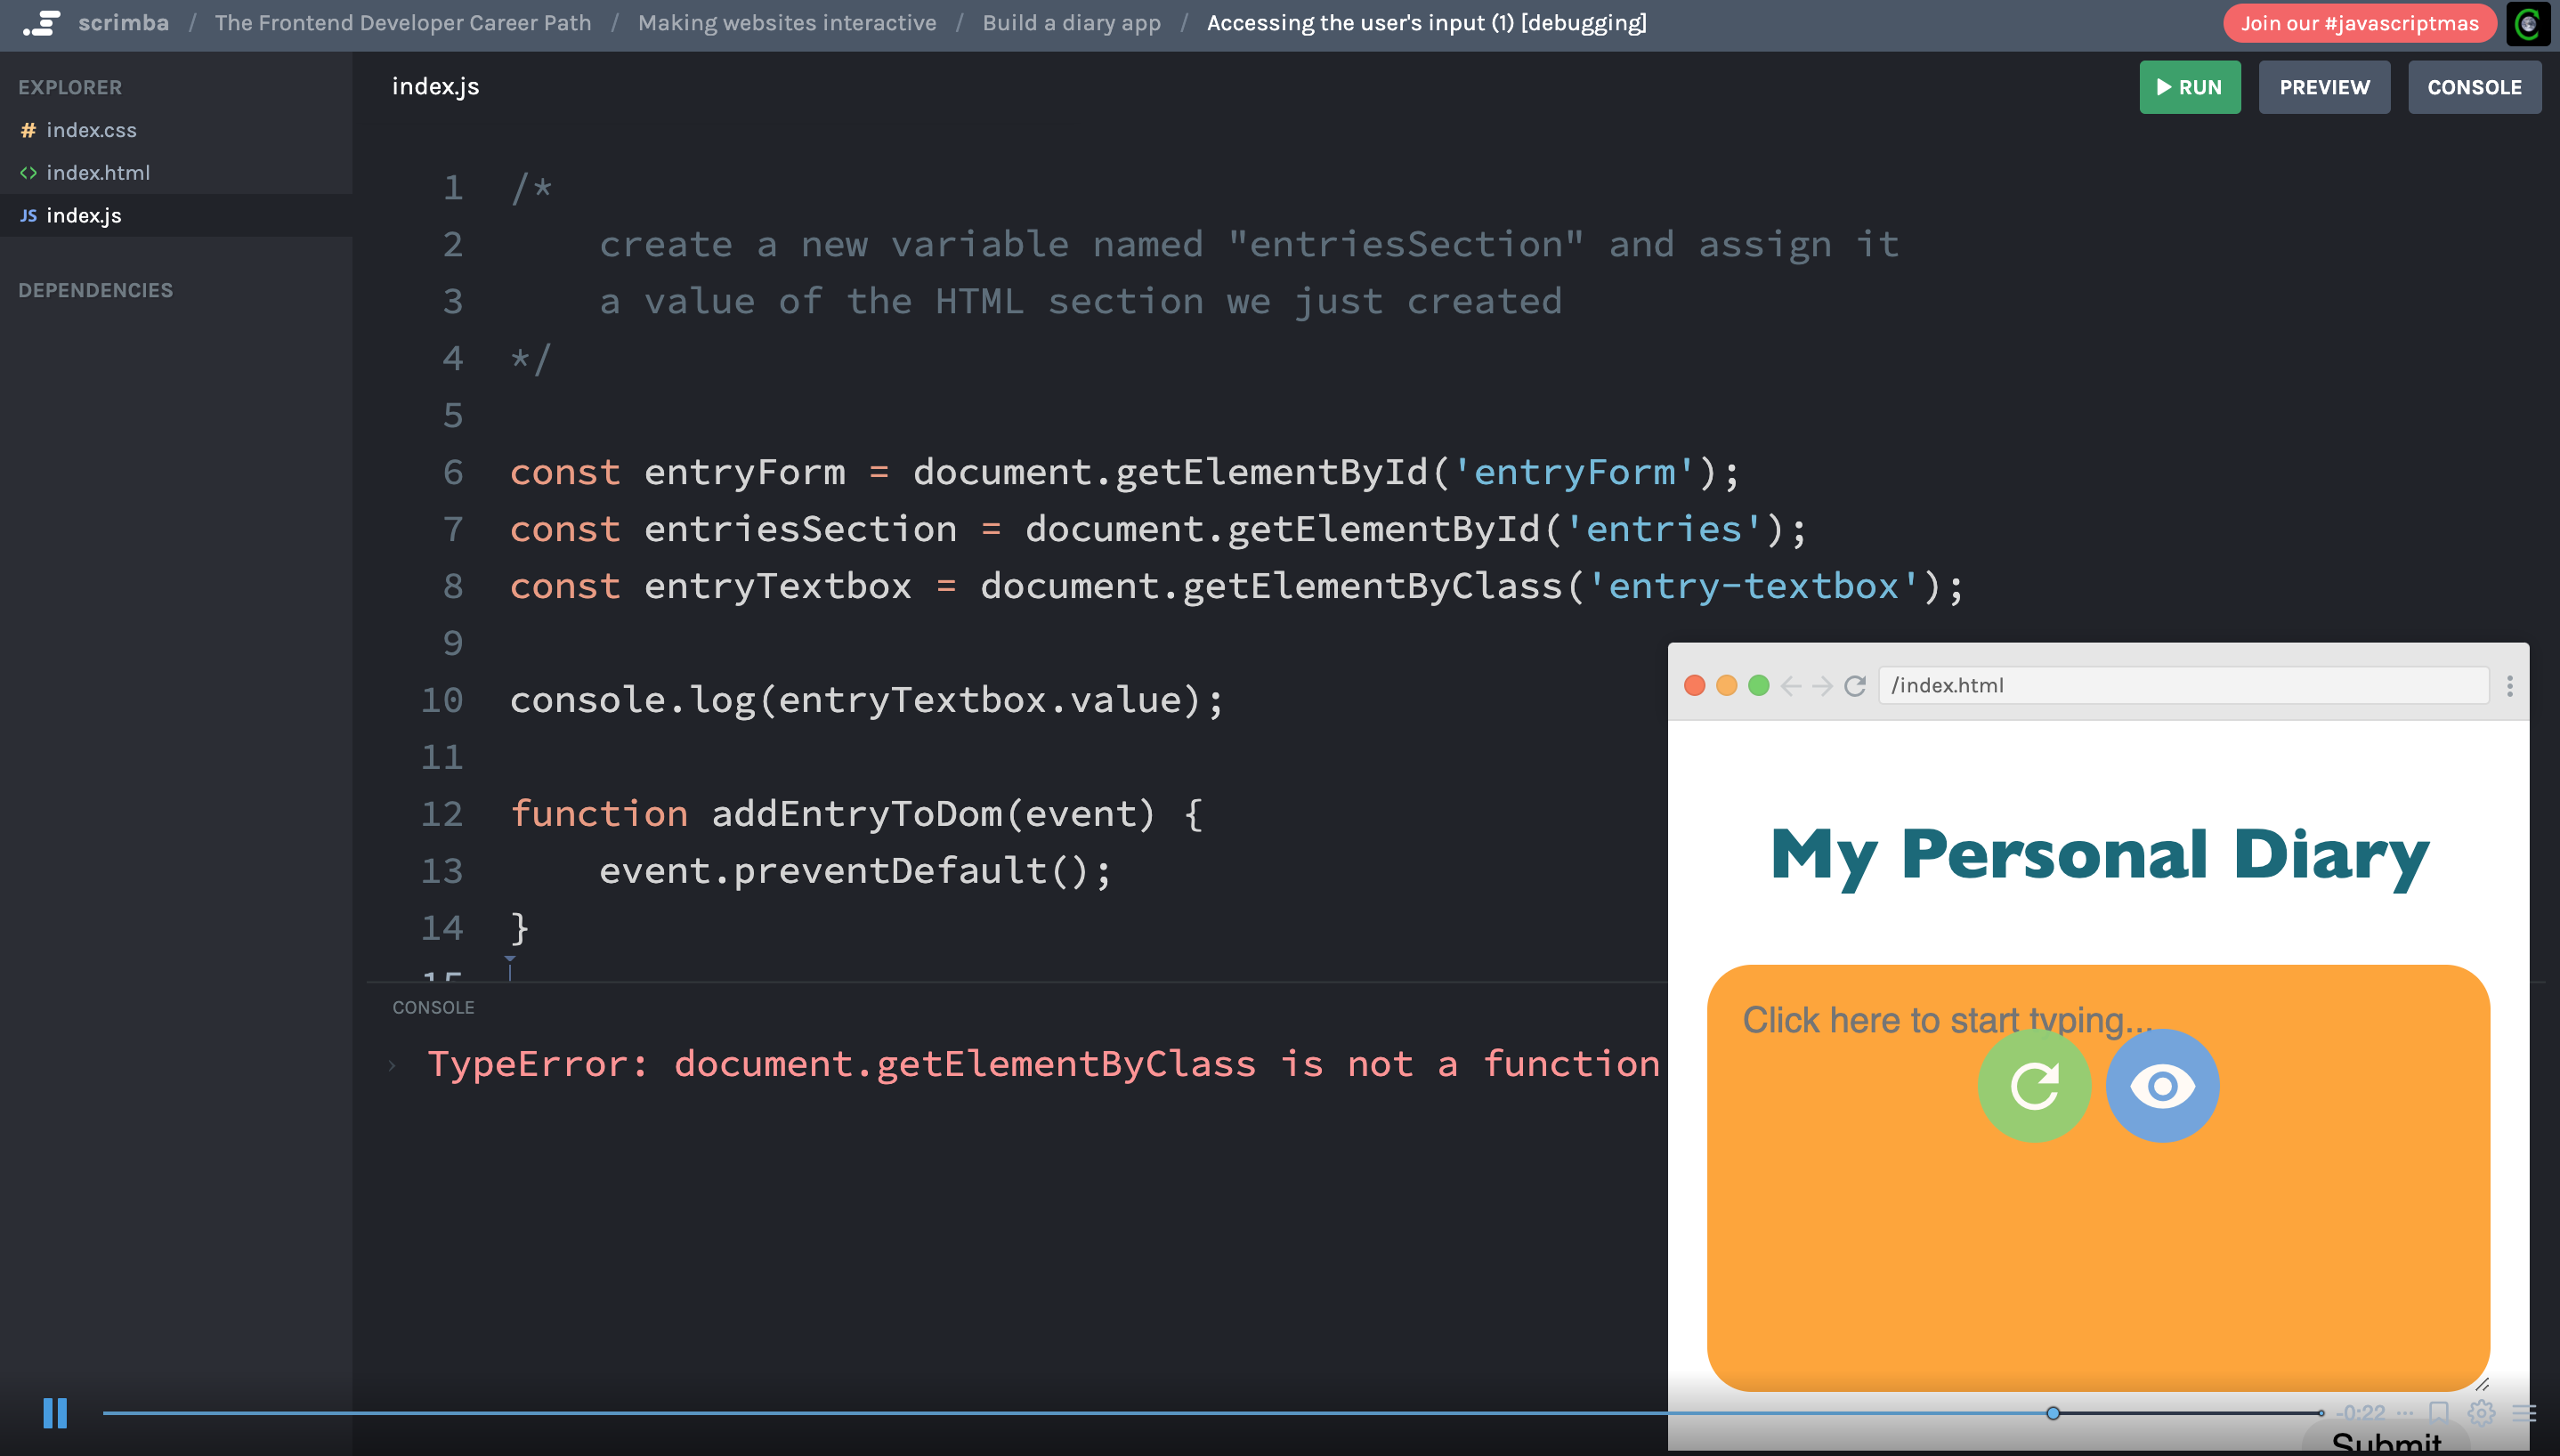 scrimba / The Frontend Developer Career Path / Making websites interactive / Build a diary app / Accessing the user's input (1) [debugging]
Join our #javascriptmas
EXPLORER
# index.css
<> index.html
JS index.js
DEPENDENCIES
index.js
RUN
PREVIEW
CONSOLE
1 /*
2 create a new variable named "entriesSection" and assign it
3 a value of the HTML section we just created
4 */
5
6 const entryForm = document.getElementById('entryForm');
7 const entriesSection = document.getElementById('entries');
8 const entryTextbox = document.getElementByClass('entry-textbox');
9
10 console.log(entryTextbox.value);
11
12 function addEntryToDom(event) {
13 event.preventDefault();
14 }
15
CONSOLE
› TypeError: document.getElementByClass is not a function
/index.html
My Personal Diary
Click here to start typing...
-0:22
Submit